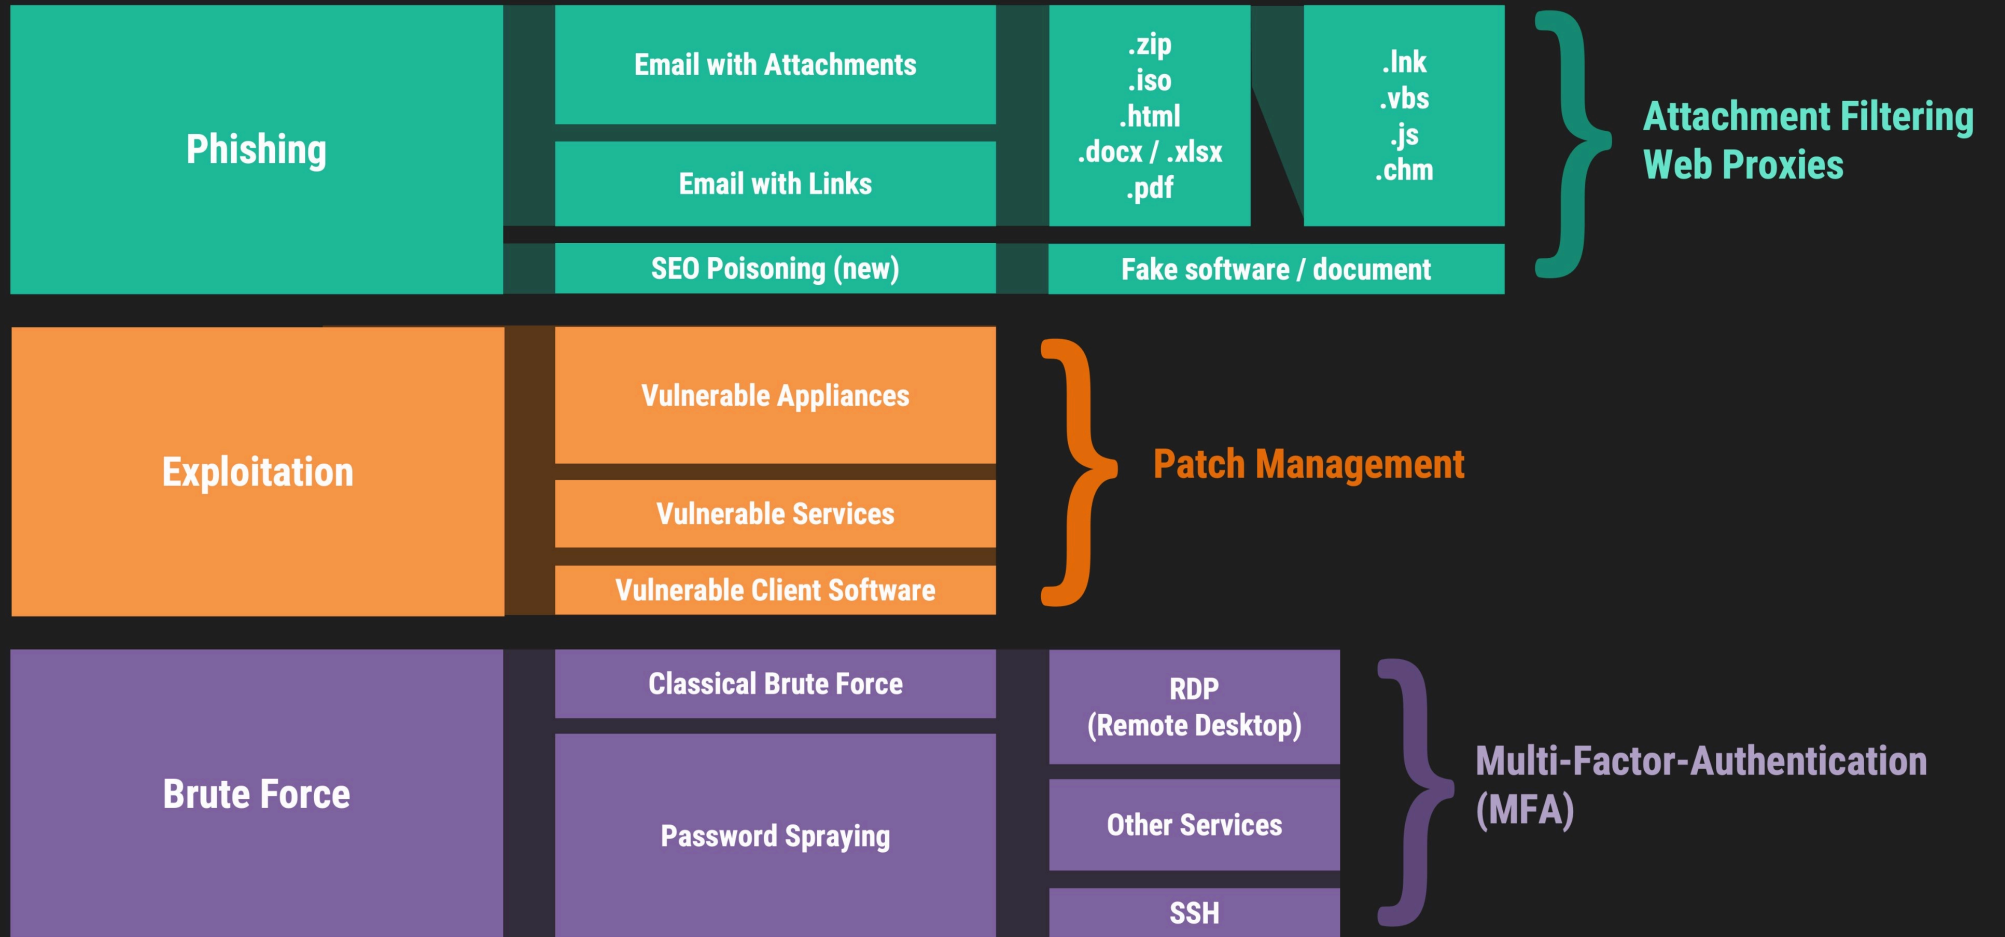 Phishing
Email with Attachments
Email with Links
SEO Poisoning (new)
.zip
.iso
.html
.docx / .xlsx
.pdf
.lnk
.vbs
.js
.chm
Fake software / document
Attachment Filtering
Web Proxies
Exploitation
Vulnerable Appliances
Vulnerable Services
Vulnerable Client Software
Patch Management
Brute Force
Classical Brute Force
Password Spraying
RDP
(Remote Desktop)
Other Services
SSH
Multi-Factor-Authentication
(MFA)